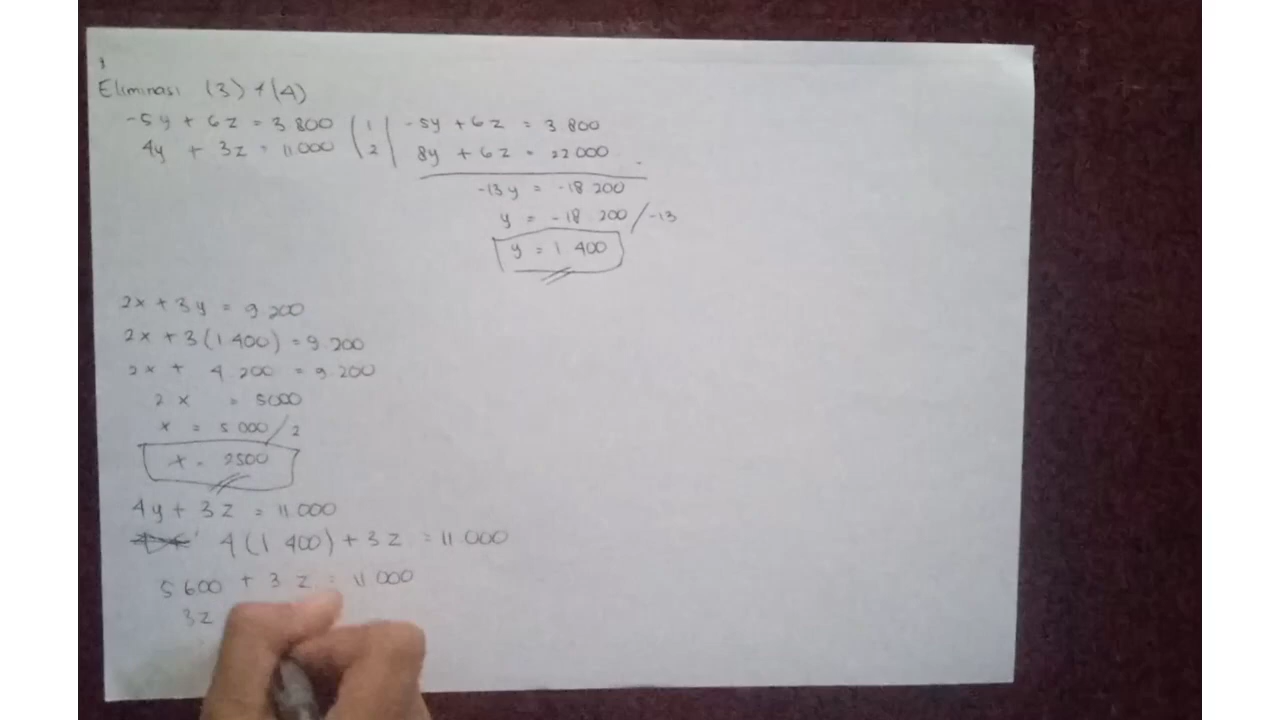 Eliminasi (3) & (4)
-5y + 6z = 3 800 | 1 | -5y + 6z = 3 800
4y + 3z = 11 000 | 2 | 8y + 6z = 22 000 -
-13y = -18 200
y = -18 200/-13
y = 1 400
2x + 3y = 9 200
2x + 3(1 400) = 9 200
2x + 4 200 = 9 200
2x = 5000
x = 5 000/2
x = 2500
4y + 3z = 11 000
4(1 400) + 3z = 11 000
5 600 + 3z = 11 000
3z